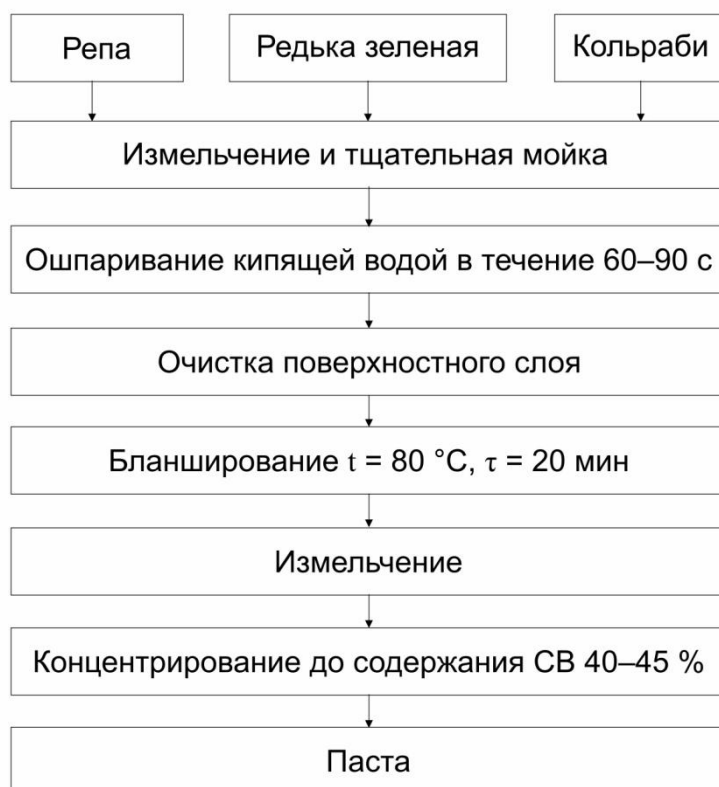 Репа
Редька зеленая
Кольраби
Измельчение и тщательная мойка
Ошпаривание кипящей водой в течение 60–90 с
Очистка поверхностного слоя
Бланширование t = 80 °C, τ = 20 мин
Измельчение
Концентрирование до содержания СВ 40–45 %
Паста